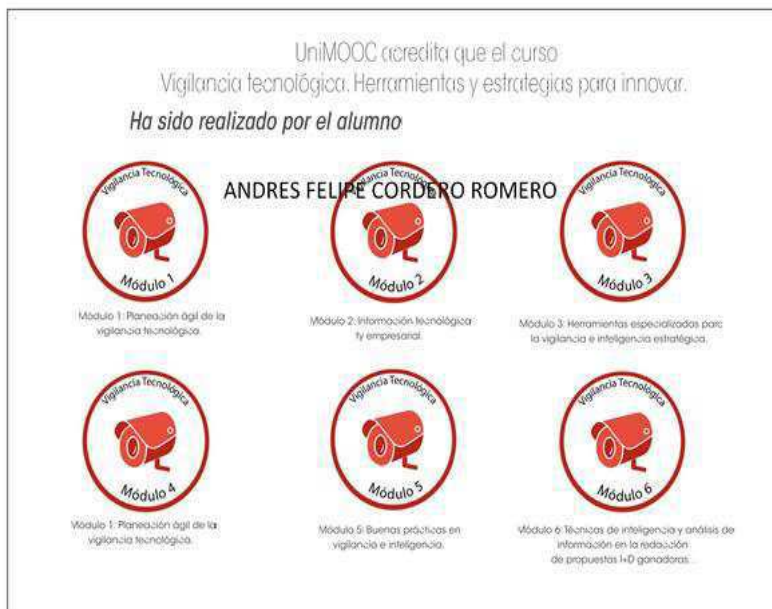 UniMOOC acredita que el curso
Vigilancia tecnológica. Herramientas y estrategias para innovar.
Ha sido realizado por el alumno
ANDRES FELIPE CORDERO ROMERO
Vigilancia Tecnológica
Módulo 1
Vigilancia Tecnológica
Módulo 2
Vigilancia Tecnológica
Módulo 3
Módulo 1: Planeación ágil de la
vigilancia tecnológica.
Módulo 2: Información tecnológica
ty empresarial.
Módulo 3: Herramientas especializadas para
la vigilancia e inteligencia estratégica.
Vigilancia Tecnológica
Módulo 4
Vigilancia Tecnológica
Módulo 5
Vigilancia Tecnológica
Módulo 6
Módulo 1: Planeación ágil de la
vigilancia tecnológica.
Módulo 5: Buenas prácticas en
vigilancia e inteligencia.
Módulo 6: Técnicas de inteligencia y análisis de
información en la redacción
de propuestas I+D ganadoras...